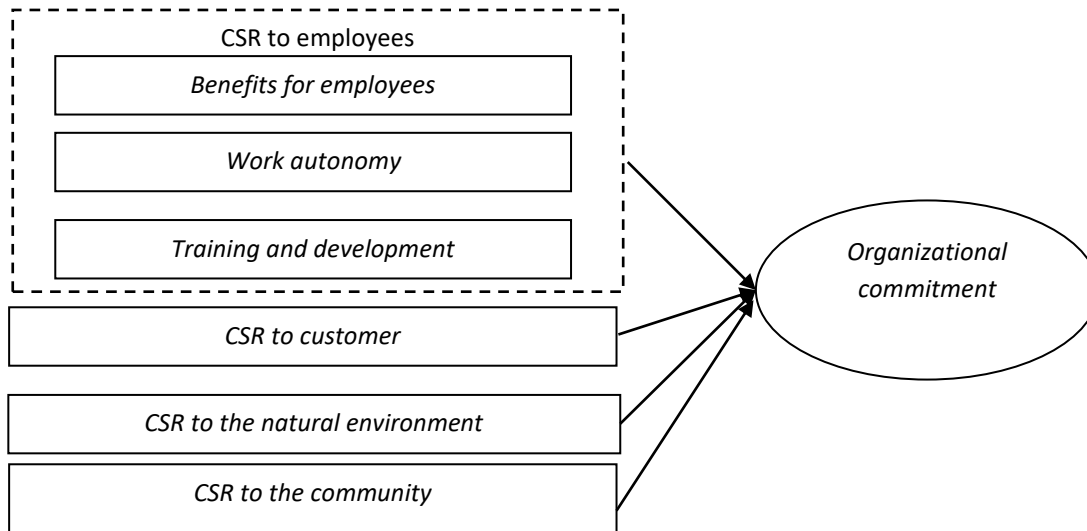 CSR to employees
Benefits for employees
Work autonomy
Training and development
Organizational
commitment
CSR to customer
CSR to the natural environment
CSR to the community